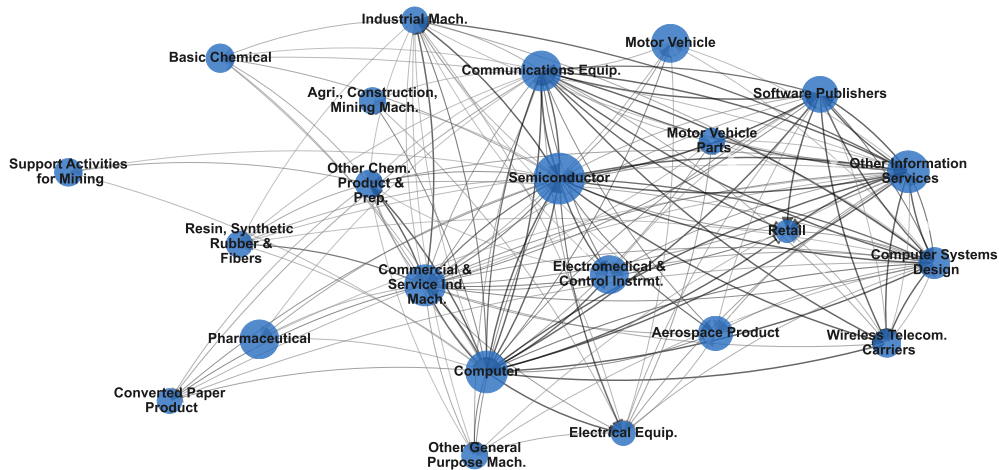 Industrial Mach.
Motor Vehicle
Basic Chemical
Communications Equip.
Agri., Construction,
Mining Mach.
Software Publishers
Motor Vehicle
Parts
Support Activities
for Mining
Other Chem.
Product &
Prep.
Semiconductor
Other Information
Services
Resin, Synthetic
Rubber &
Fibers
Retail
Commercial &
Service Ind.
Mach.
Electromedical &
Control Instrmt.
Computer Systems
Design
Pharmaceutical
Aerospace Product
Wireless Telecom.
Carriers
Computer
Converted Paper
Product
Electrical Equip.
Other General
Purpose Mach.